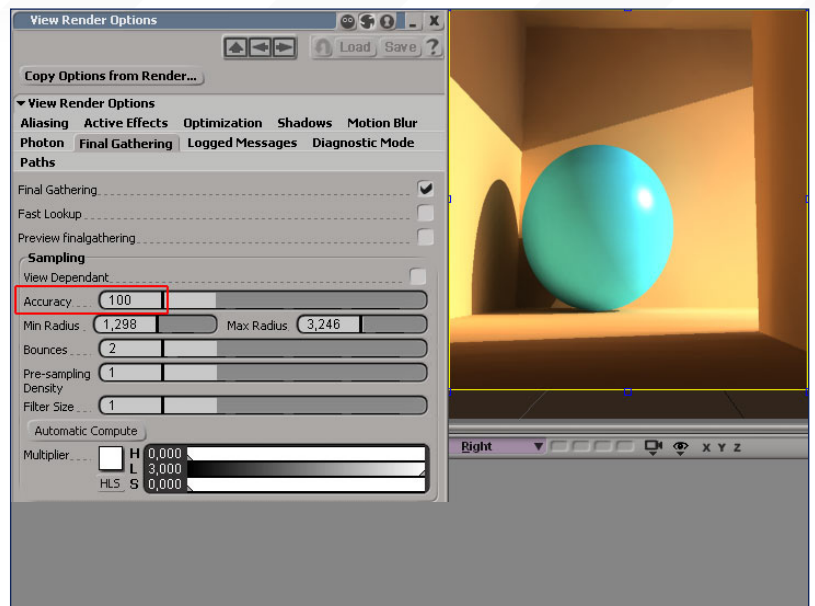 View Render Options
Load Save ?
Copy Options from Render...
View Render Options
Aliasing Active Effects Optimization Shadows Motion Blur
Photon Final Gathering Logged Messages Diagnostic Mode
Paths
Final Gathering
Fast Lookup
Preview finalgathering
Sampling
View Dependant
Accuracy 100
Min Radius 1,298 Max Radius 3,246
Bounces 2
Pre-sampling 1
Density
Filter Size 1
Automatic Compute
Multiplier H 0,000
L 3,000
HLS S 0,000
Right X Y Z